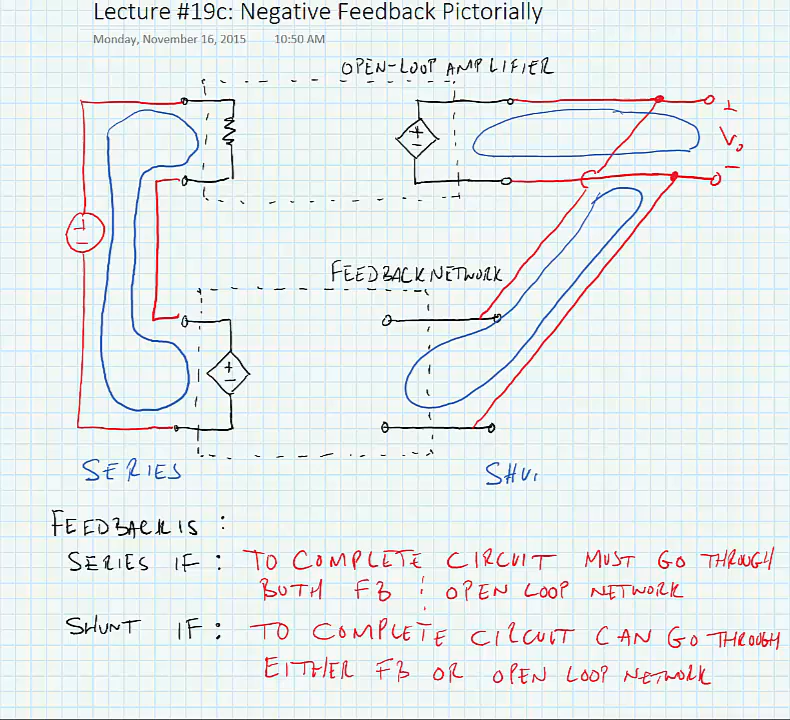 Lecture #19c: Negative Feedback Pictorially
Monday, November 16, 2015 10:50 AM
OPEN-LOOP AMPLIFIER
+
-
+
-
+
Vo
-
FEEDBACK NETWORK
+
-
SERIES
SHU
FEEDBACK IS :
SERIES IF : TO COMPLETE CIRCUIT MUST GO THROUGH
BOTH FB & OPEN LOOP NETWORK
SHUNT IF : TO COMPLETE CIRCUIT CAN GO THROUGH
EITHER FB OR OPEN LOOP NETWORK